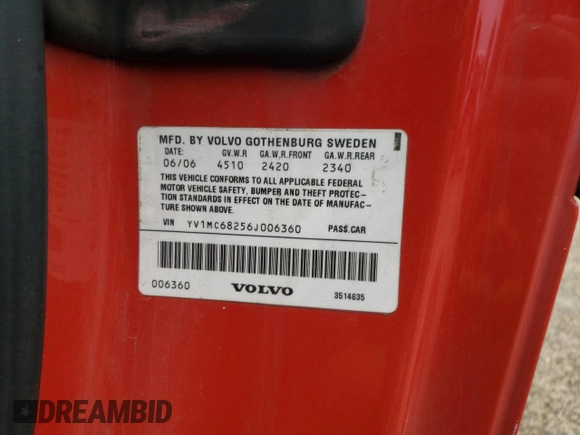 MFD. BY VOLVO GOTHENBURG SWEDEN
DATE: GV.W.R GA.W.R.FRONT GA.W.R.REAR
06/06 4510 2420 2340
THIS VEHICLE CONFORMS TO ALL APPLICABLE FEDERAL
MOTOR VEHICLE SAFETY, BUMPER AND THEFT PROTEC-
TION STANDARDS IN EFFECT ON THE DATE OF MANUFAC-
TURE SHOWN ABOVE.
VIN YV1MC68256J006360 PASS.CAR
006360 VOLVO 3514635
DREAMBID